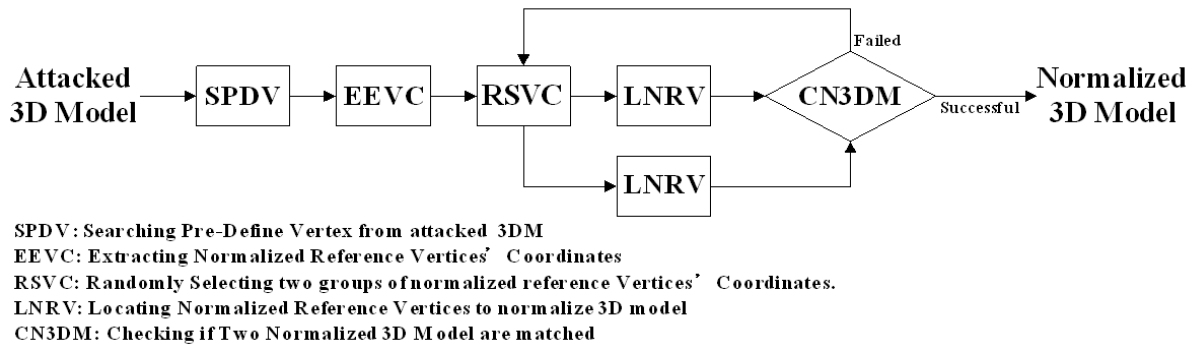 Attacked
3D Model
SPDV
EEVC
RSVC
LNRV
LNRV
CN3DM
Failed
Successful
Normalized
3D Model
SPDV: Searching Pre-Define Vertex from attacked 3DM
EEVC: Extracting Normalized Reference Vertices’ Coordinates
RSVC: Randomly Selecting two groups of normalized reference Vertices’ Coordinates.
LNRV: Locating Normalized Reference Vertices to normalize 3D model
CN3DM: Checking if Two Normalized 3D Model are matched